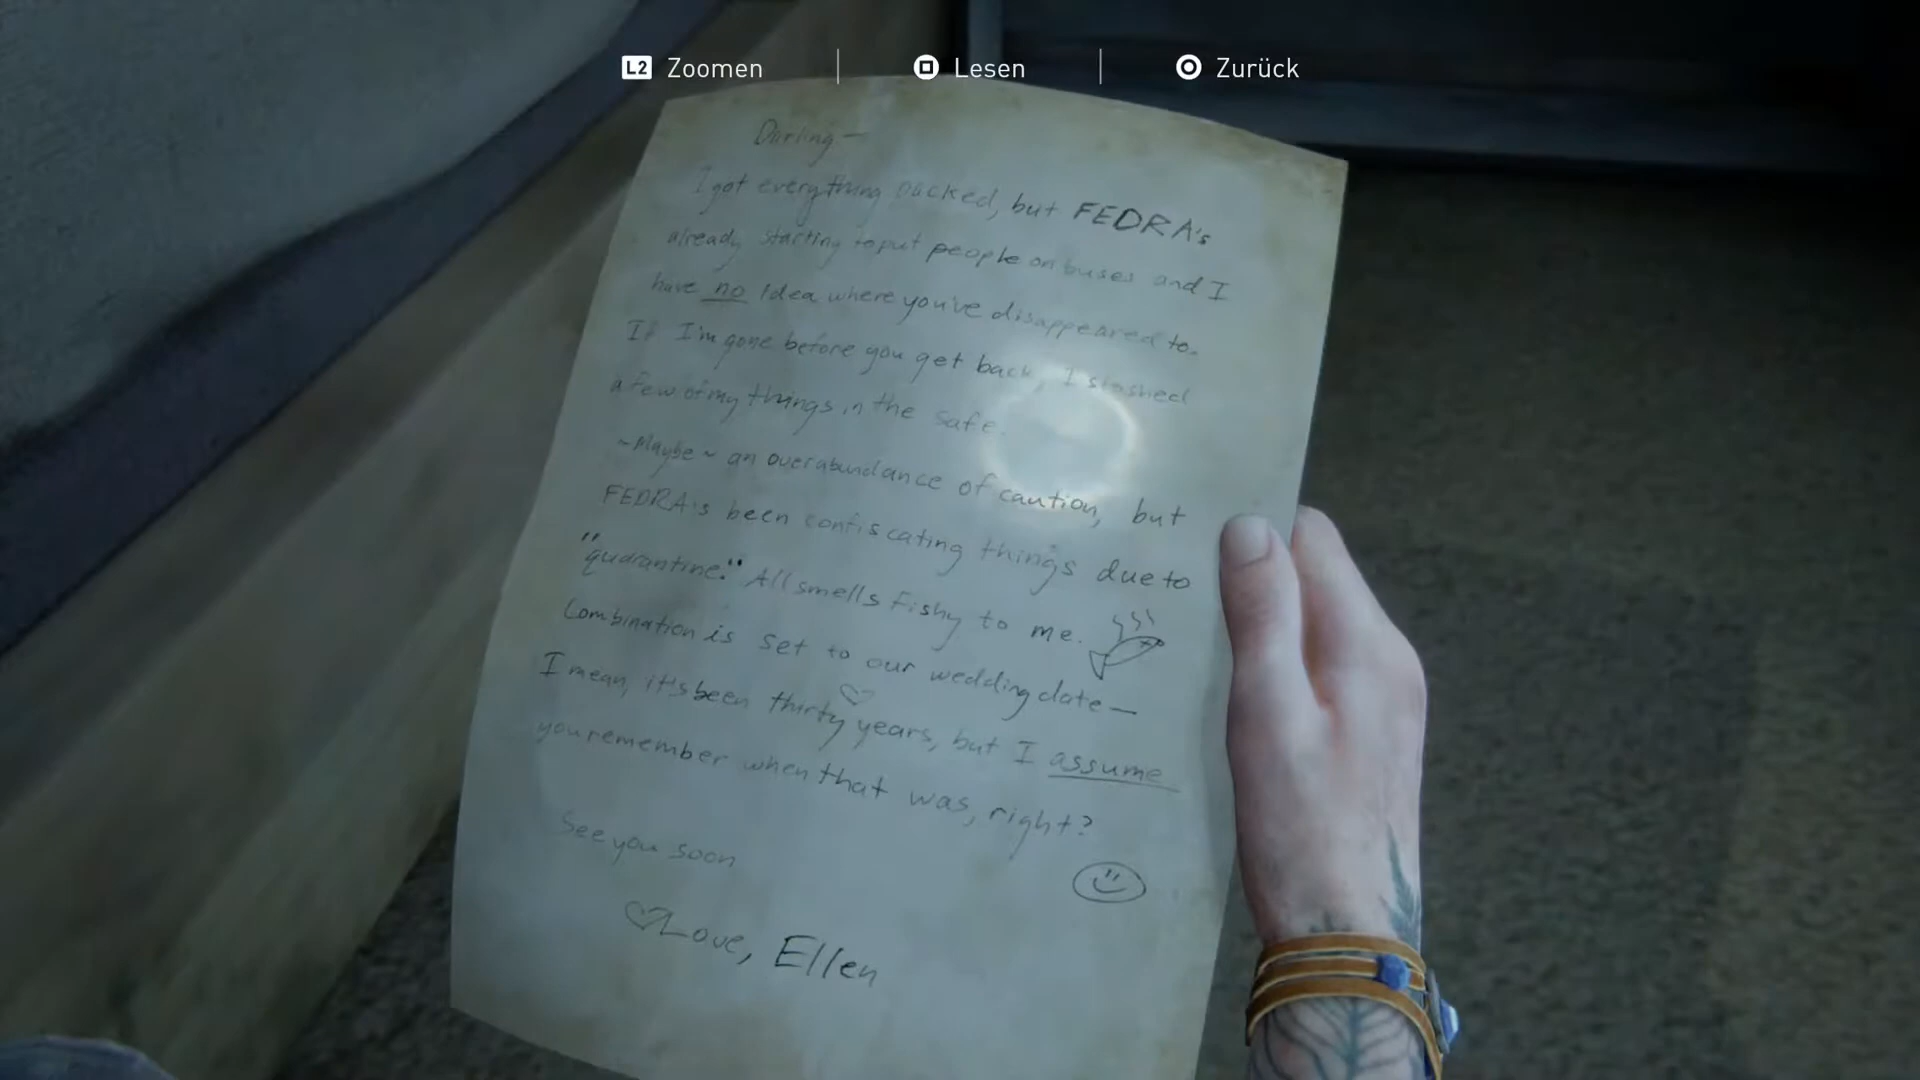 L2 Zoomen
Lesen
Zurück
Darling—
I got everything packed, but FEDRA's
already starting to put people on buses and I
have no Idea where you've disappeared to.
If I'm gone before you get back, I stashed
a few of my things in the safe.
~Maybe~ an overabundance of caution, but
FEDRA's been confiscating things due to
"quarantine." All smells fishy to me.
Combination is set to our wedding date—
I mean, it's been thirty years, but I assume
you remember when that was, right?
See you soon
Love, Ellen